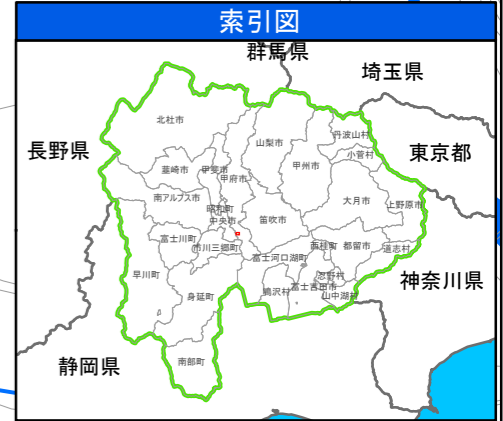 索引図
群馬県
埼玉県
長野県
東京都
神奈川県
静岡県
北杜市
山梨市
丹波山村
小菅村
甲州市
韮崎市
甲斐市
甲府市
大月市
上野原市
南アルプス市
昭和町
中央市
笛吹市
富士川町
市川三郷町
西桂町
都留市
道志村
富士河口湖町
早川町
忍野村
鳴沢村
富士吉田市
山中湖村
身延町
南部町